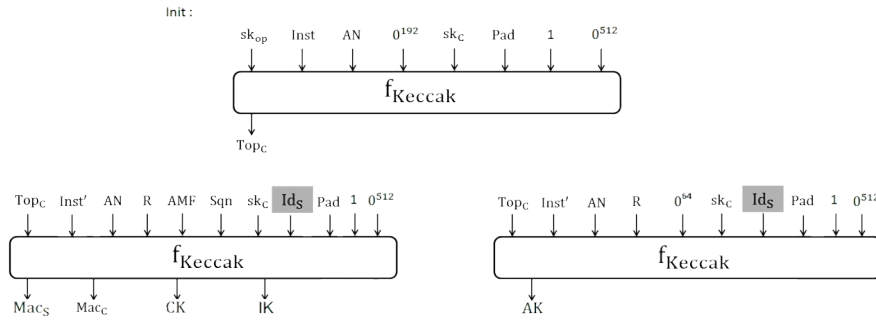 Init :
sk_op Inst AN 0^192 sk_C Pad 1 0^512
f_Keccak
Top_C
Top_C Inst′ AN R AMF Sqn sk_C Id_S Pad 1 0^512
f_Keccak
Mac_S Mac_C CK IK
Top_C Inst′ AN R 0^64 sk_C Id_S Pad 1 0^512
f_Keccak
AK